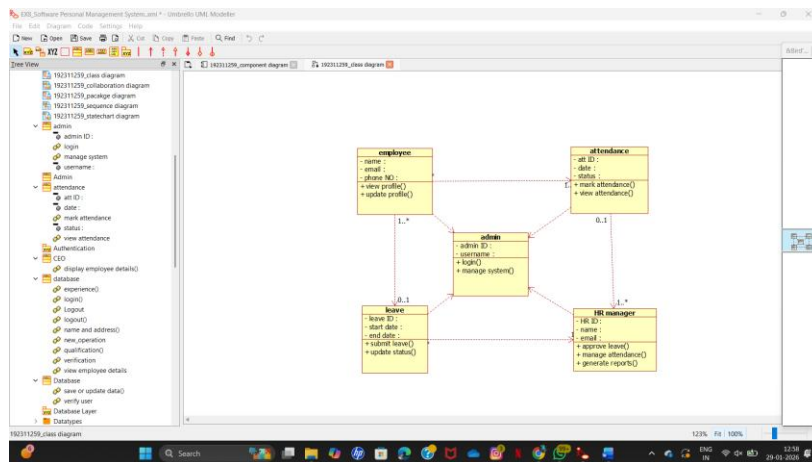 EX8_Software Personal Management System.xmi * - Umbrello UML Modeller
File Edit Diagram Code Settings Help
New Open Save Cut Copy Paste Find
XYZ
Tree View
192311259_component diagram
192311259_class diagram
192311259_class diagram
192311259_collaboration diagram
192311259_pacakge diagram
192311259_sequence diagram
192311259_statechart diagram
admin
admin ID :
login
manage system
username :
Admin
attendance
att ID :
date :
mark attendance
status :
view attendance
Authentication
CEO
display employee details()
database
experience()
login()
Logout
logout()
name and address()
new_operation
qualification()
verification
view employee details
Database
save or update data()
verify user
Database Layer
Datatypes
employee
- name :
- email :
- phone NO :
+ view profile()
+ update profile()
attendance
- att ID :
- date :
- status :
+ mark attendance()
+ view attendance()
1..*
0..1
admin
- admin ID :
- username :
+ login()
+ manage system()
0..1
1..*
leave
- leave ID :
- start date :
- end date :
+ submit leave()
+ update status()
HR manager
- HR ID :
- name :
- email :
+ approve leave()
+ manage attendance()
+ generate reports()
192311259_class diagram
123% Fit 100%
Search
ENG
IN
12:58
29-01-2026